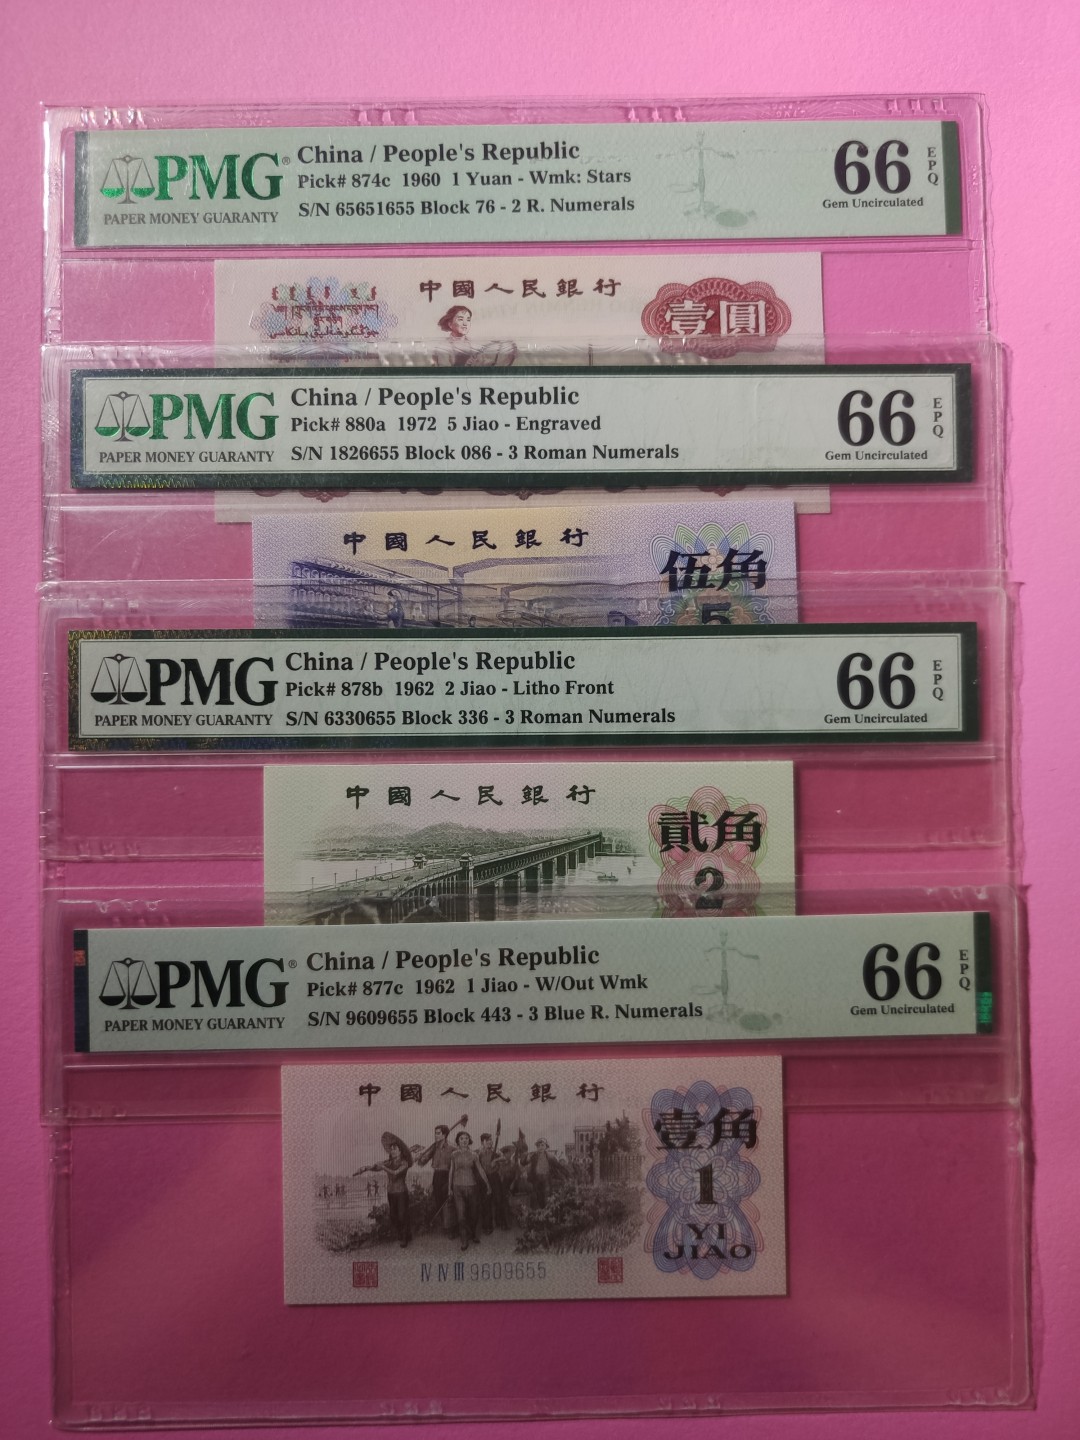 PMG®
PAPER MONEY GUARANTY
China / People's Republic
Pick# 874c 1960 1 Yuan - Wmk: Stars
S/N 65651655 Block 76 - 2 R. Numerals
66 EPQ
Gem Uncirculated
中國人民銀行
壹圓
PMG
PAPER MONEY GUARANTY
China / People's Republic
Pick# 880a 1972 5 Jiao - Engraved
S/N 1826655 Block 086 - 3 Roman Numerals
66 EPQ
Gem Uncirculated
中國人民銀行
伍角
5
PMG
PAPER MONEY GUARANTY
China / People's Republic
Pick# 878b 1962 2 Jiao - Litho Front
S/N 6330655 Block 336 - 3 Roman Numerals
66 EPQ
Gem Uncirculated
中國人民銀行
貳角
2
PMG®
PAPER MONEY GUARANTY
China / People's Republic
Pick# 877c 1962 1 Jiao - W/Out Wmk
S/N 9609655 Block 443 - 3 Blue R. Numerals
66 EPQ
Gem Uncirculated
中國人民銀行
壹角
1
YI
JIAO
IV IV III 9609655